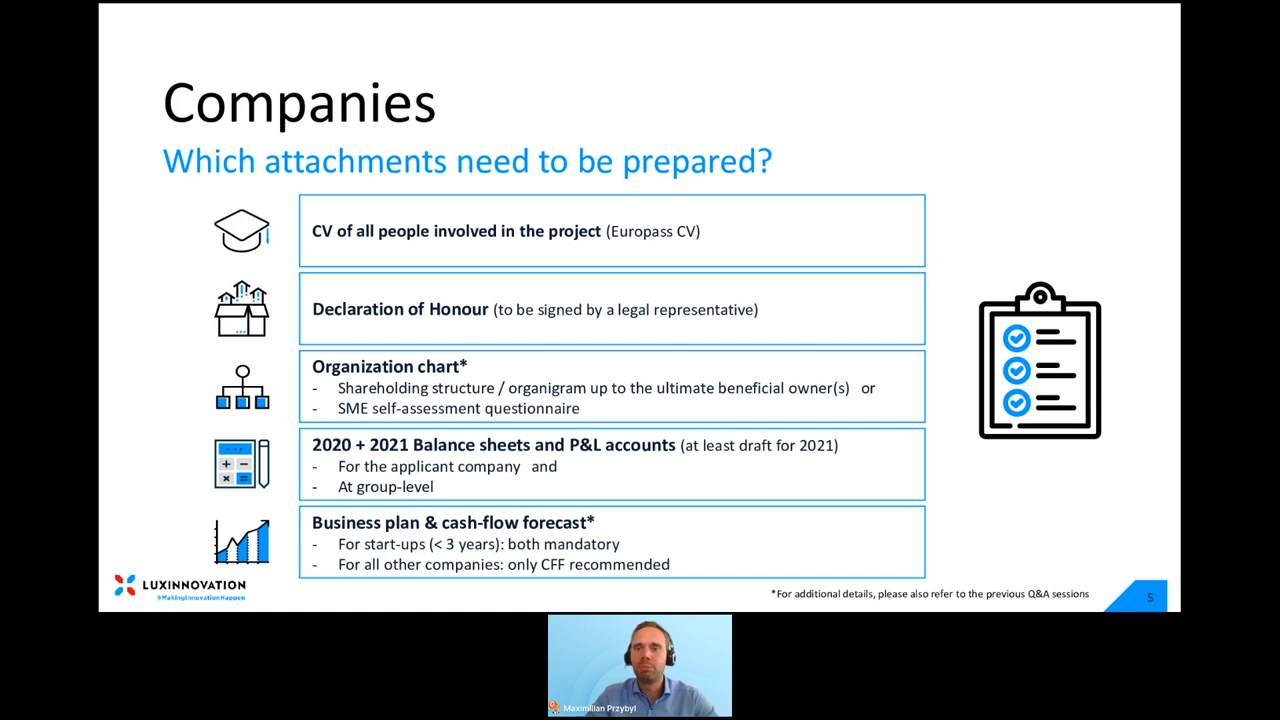 Companies
Which attachments need to be prepared?
CV of all people involved in the project (Europass CV)
Declaration of Honour (to be signed by a legal representative)
Organization chart*
- Shareholding structure / organigram up to the ultimate beneficial owner(s) or
- SME self-assessment questionnaire
2020 + 2021 Balance sheets and P&L accounts (at least draft for 2021)
- For the applicant company and
- At group-level
Business plan & cash-flow forecast*
- For start-ups (< 3 years): both mandatory
- For all other companies: only CFF recommended
LUXINNOVATION
#MakingInnovationHappen
*For additional details, please also refer to the previous Q&A sessions
5
Maximilian Przybyl